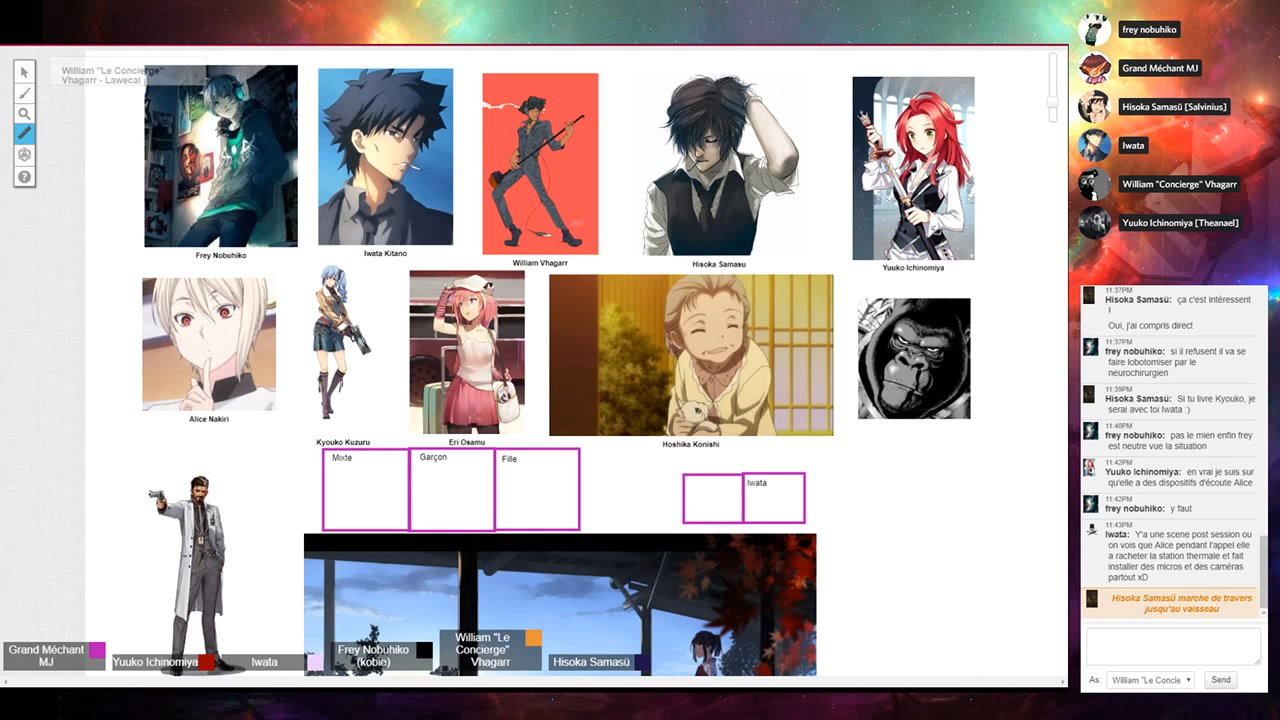 William "Le Concierge"
Vhagarr - Lawecal
Frey Nobuhiko
Iwata Kitano
William Vhagarr
Hisoka Samasu
Yuuko Ichinomiya
Alice Nakiri
Kyouko Kuzuru
Eri Osamu
Hoshika Konishi
Mixte
Garçon
Fille
Iwata
Grand Méchant
MJ
Yuuko Ichinomiya
Iwata
Frey Nobuhiko
(kobie)
William "Le
Concierge"
Vhagarr
Hisoka Samasü
frey nobuhiko
Grand Méchant MJ
Hisoka Samasü [Salvinius]
Iwata
William "Concierge" Vhagarr
Yuuko Ichinomiya [Theanael]
11:37PM
Hisoka Samasü: ça c'est intéressent
!
Oui, j'ai compris direct
11:37PM
frey nobuhiko: si il refusent il va se
faire lobotomiser par le
neurochirurgien
11:39PM
Hisoka Samasü: Si tu livre Kyouko, je
serai avec toi Iwata :)
11:40PM
frey nobuhiko: pas le mien enfin frey
est neutre vue la situation
11:42PM
Yuuko Ichinomiya: en vrai je suis sur
qu'elle a des dispositifs d'écoute Alice
11:42PM
frey nobuhiko: y faut
11:43PM
Iwata: Y'a une scene post session ou
on vois que Alice pendant l'appel elle
a racheter la station thermale et fait
installer des micros et des caméras
partout xD
Hisoka Samasü marche de travers
jusqu'au vaisseau
As:
William "Le Concie
Send